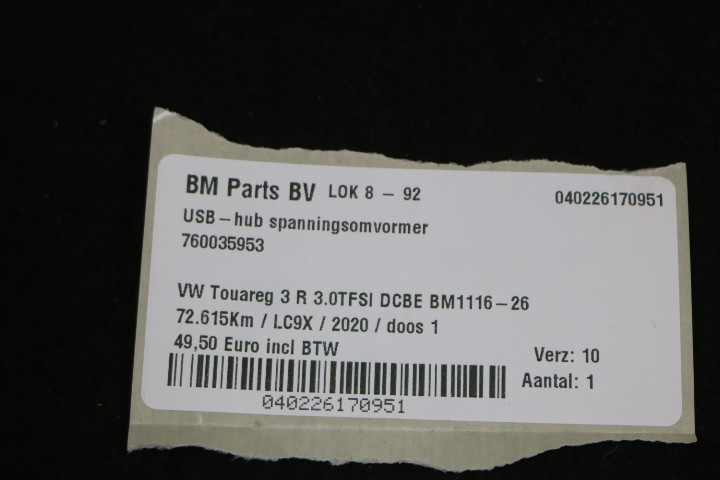 BM Parts BV LOK 8 - 92 040226170951
USB-hub spanningsomvormer
760035953
VW Touareg 3 R 3.0TFSI DCBE BM1116-26
72.615Km / LC9X / 2020 / doos 1
49,50 Euro incl BTW Verz: 10
Aantal: 1
040226170951